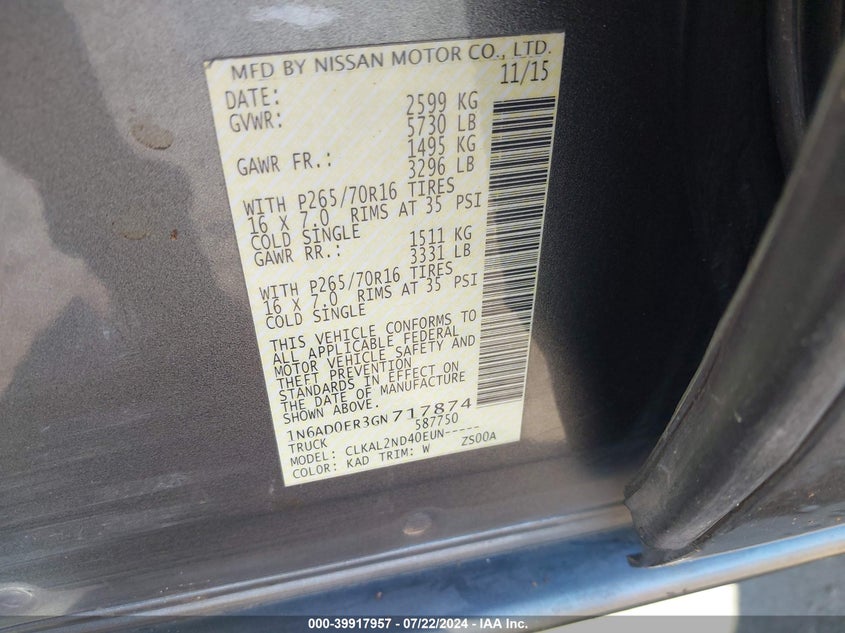 MFD BY NISSAN MOTOR CO., LTD.
DATE: 11/15
GVWR: 2599 KG
5730 LB
GAWR FR.: 1495 KG
3296 LB
WITH P265/70R16 TIRES
16 X 7.0 RIMS AT 35 PSI
COLD SINGLE
GAWR RR.: 1511 KG
3331 LB
WITH P265/70R16 TIRES
16 X 7.0 RIMS AT 35 PSI
COLD SINGLE
THIS VEHICLE CONFORMS TO
ALL APPLICABLE FEDERAL
MOTOR VEHICLE SAFETY AND
THEFT PREVENTION
STANDARDS IN EFFECT ON
THE DATE OF MANUFACTURE
SHOWN ABOVE.
1N6AD0ER3GN717874
TRUCK 587750
MODEL: CLKAL2ND40EUN-----
COLOR: KAD TRIM: W ZS00A
000-39917957 - 07/22/2024 - IAA Inc.